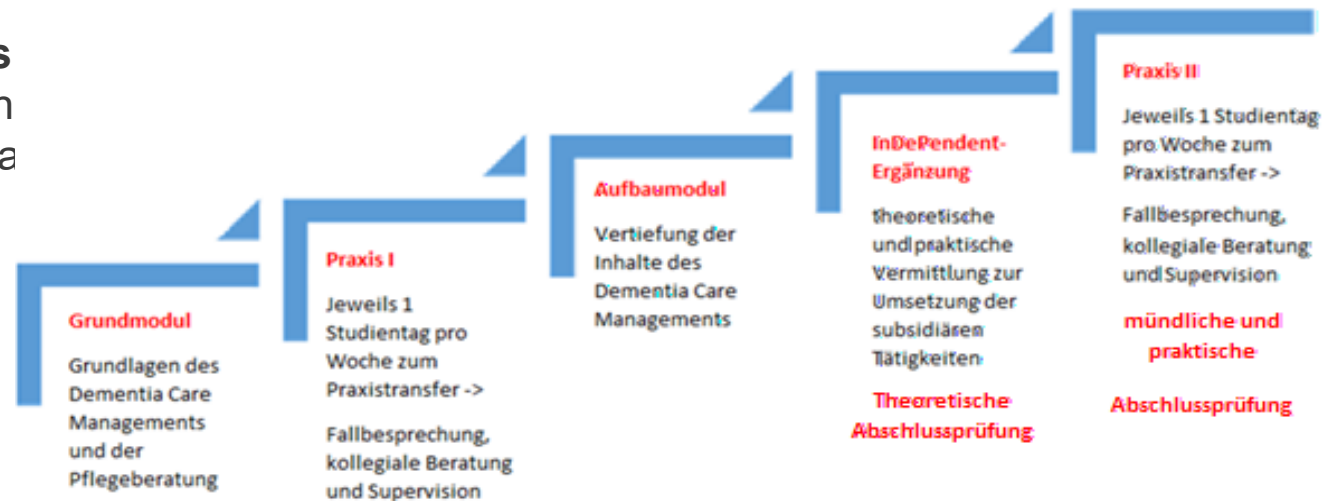 s
n
a
Grundmodul
Grundlagen des
Dementia Care
Managements
und der
Pflegeberatung
Praxis I
Jeweils 1
Studientag pro
Woche zum
Praxistransfer ->
Fallbesprechung,
kollegiale Beratung
und Supervision
Aufbaumodul
Vertiefung der
Inhalte des
Dementia Care
Managements
InDePendent-
Ergänzung
theoretische
und praktische
Vermittlung zur
Umsetzung der
subsidiären
Tätigkeiten
Theoretische
Abschlussprüfung
Praxis II
Jeweils 1 Studientag
pro Woche zum
Praxistransfer ->
Fallbesprechung,
kollegiale Beratung
und Supervision
mündliche und
praktische
Abschlussprüfung